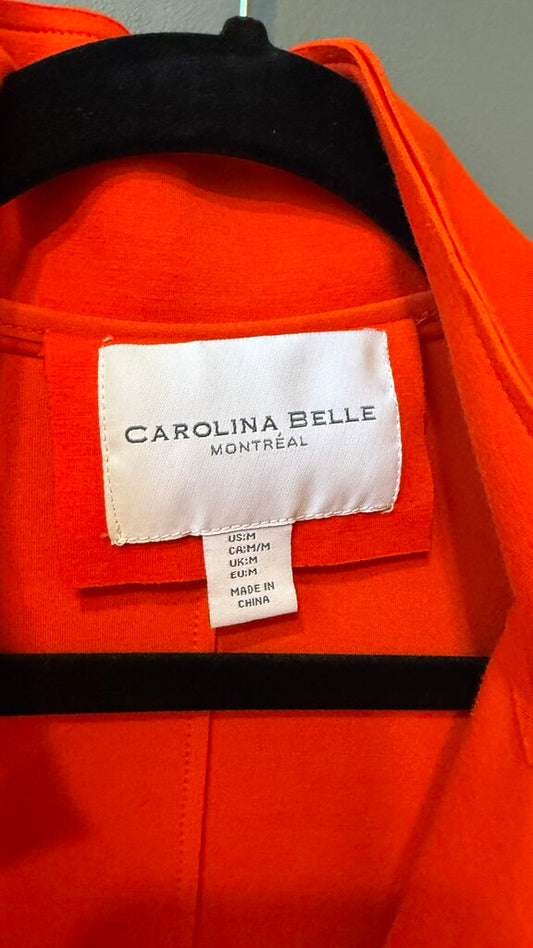 CAROLINA BELLE
MONTRÉAL
US:M
CA:M/M
UK:M
EU:M
MADE IN
CHINA